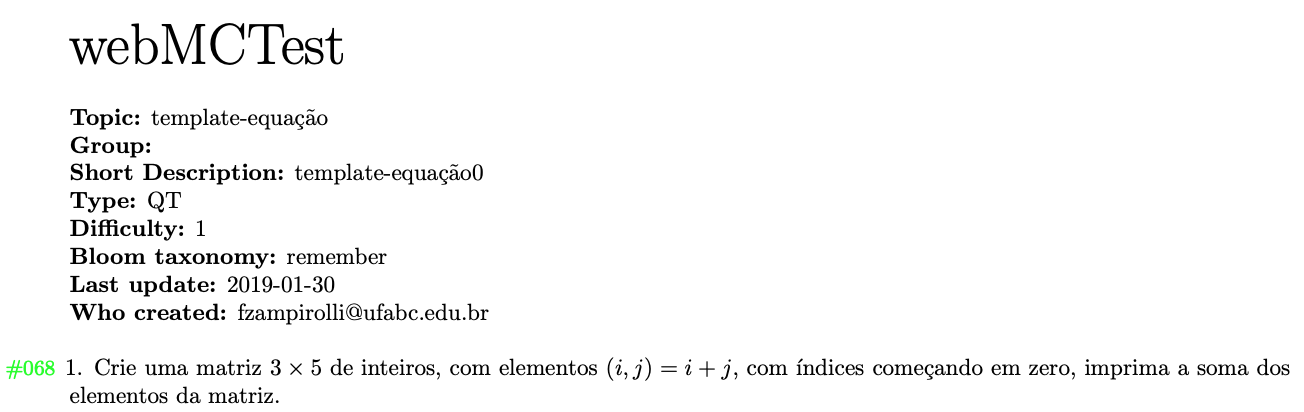 webMCTest
Topic: template-equação
Group:
Short Description: template-equação0
Type: QT
Difficulty: 1
Bloom taxonomy: remember
Last update: 2019-01-30
Who created: fzampirolli@ufabc.edu.br
#068 1. Crie uma matriz 3 × 5 de inteiros, com elementos (i, j) = i + j, com índices começando em zero, imprima a soma dos
elementos da matriz.